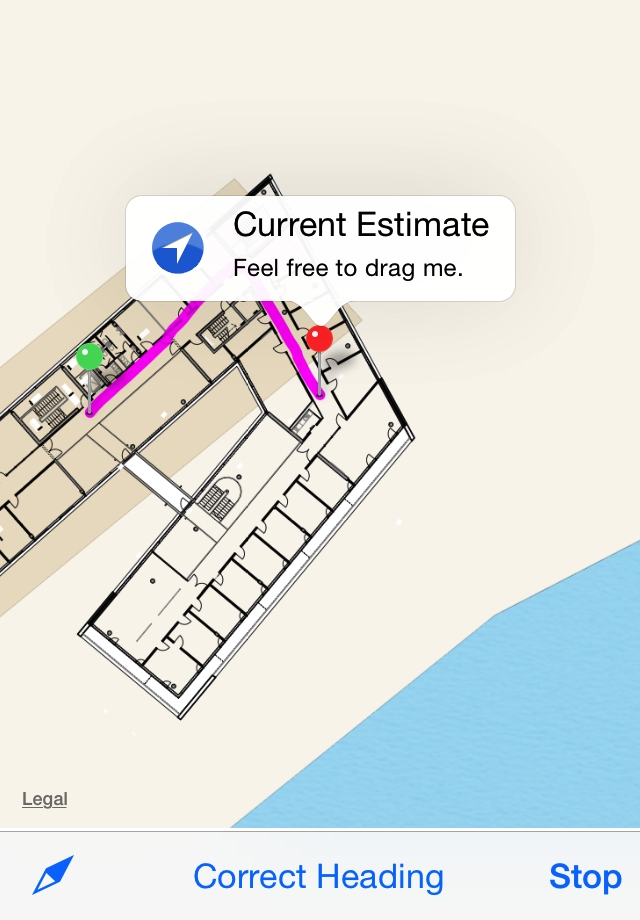 Current Estimate
Feel free to drag me.
Legal
Correct Heading
Stop